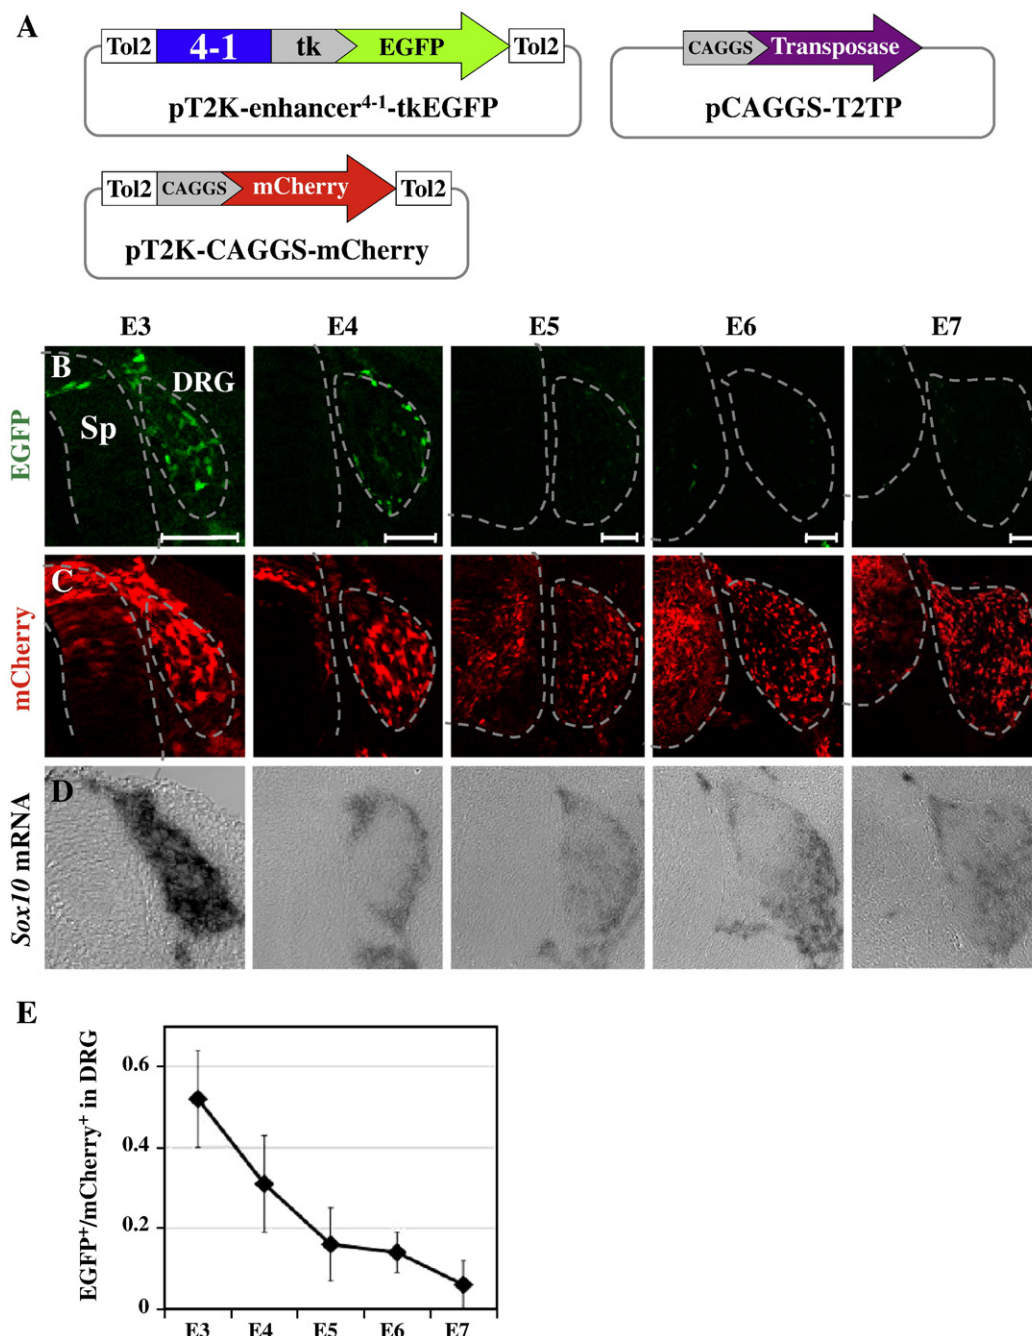 A
Tol2 4-1 tk EGFP Tol2
pT2K-enhancer⁴⁻¹-tkEGFP
CAGGS Transposase
pCAGGS-T2TP
Tol2 CAGGS mCherry Tol2
pT2K-CAGGS-mCherry
E3 E4 E5 E6 E7
EGFP
B
DRG
Sp
mCherry
C
Sox10 mRNA
D
E
EGFP⁺/mCherry⁺ in DRG
0.6
0.4
0.2
0
E3 E4 E5 E6 E7